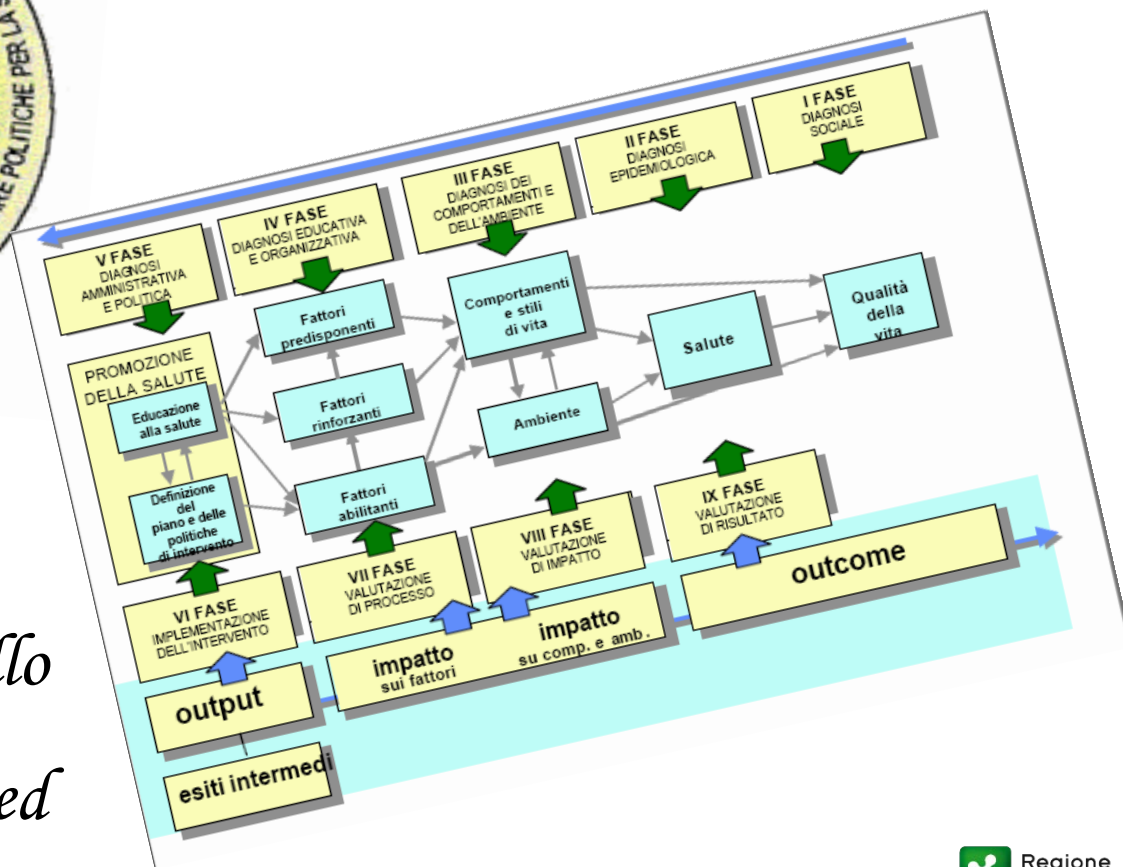 RE POLITICHE PER LA S
I FASE
DIAGNOSI
SOCIALE
II FASE
DIAGNOSI
EPIDEMIOLOGICA
III FASE
DIAGNOSI DEI
COMPORTAMENTI E
DELL'AMBIENTE
IV FASE
DIAGNOSI EDUCATIVA
E ORGANIZZATIVA
V FASE
DIAGNOSI
AMMINISTRATIVA
E POLITICA
PROMOZIONE
DELLA SALUTE
Educazione
alla salute
Definizione
del
piano e delle
politiche
di intervento
Fattori
predisponenti
Fattori
rinforzanti
Fattori
abilitanti
Comportamenti
e stili
di vita
Ambiente
Salute
Qualità
della
vita
VI FASE
IMPLEMENTAZIONE
DELL'INTERVENTO
VII FASE
VALUTAZIONE
DI PROCESSO
VIII FASE
VALUTAZIONE
DI IMPATTO
IX FASE
VALUTAZIONE
DI RISULTATO
output
impatto
sui fattori
impatto
su comp. e amb.
outcome
esiti intermedi
llo
ed
Regione